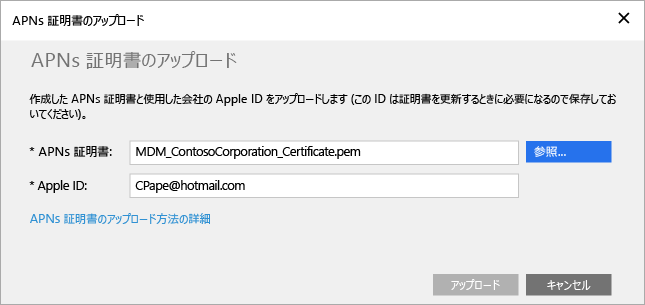 APNs 証明書のアップロード
APNs 証明書のアップロード
作成した APNs 証明書と使用した会社の Apple ID をアップロードします (この ID は証明書を更新するときに必要になるので保存してお
いてください)。
* APNs 証明書: MDM_ContosoCorporation_Certificate.pem 参照...
* Apple ID: CPape@hotmail.com
APNs 証明書のアップロード方法の詳細
アップロード キャンセル